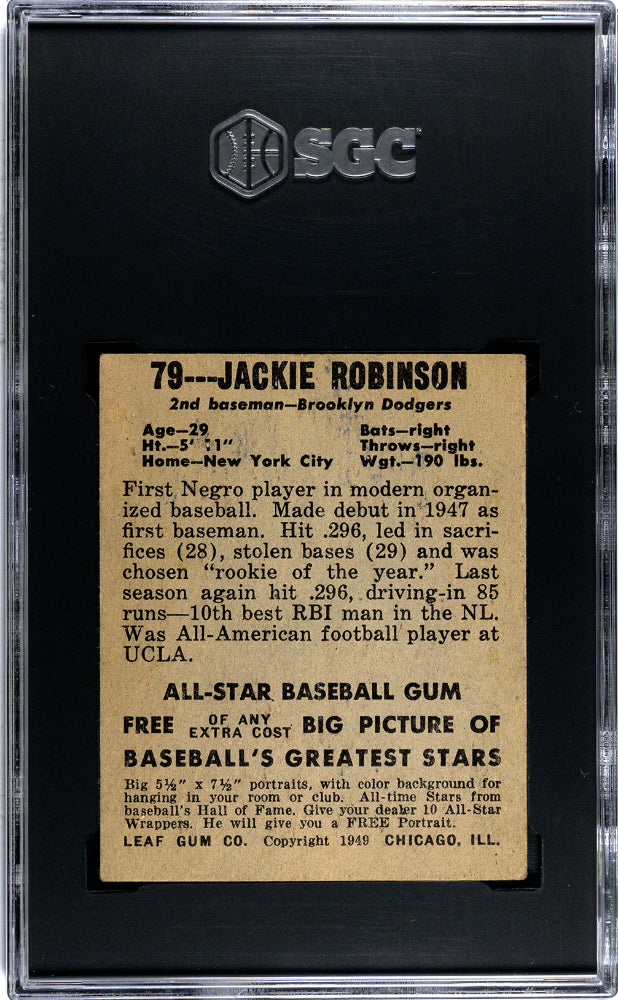 SGC
79---JACKIE ROBINSON
2nd baseman—Brooklyn Dodgers
Age—29 Bats—right
Ht.—5' 11" Throws—right
Home—New York City Wgt.—190 lbs.
First Negro player in modern organ-
ized baseball. Made debut in 1947 as
first baseman. Hit .296, led in sacri-
fices (28), stolen bases (29) and was
chosen "rookie of the year." Last
season again hit .296, driving-in 85
runs—10th best RBI man in the NL.
Was All-American football player at
UCLA.
ALL-STAR BASEBALL GUM
FREE OF ANY EXTRA COST BIG PICTURE OF
BASEBALL'S GREATEST STARS
Big 5½" x 7½" portraits, with color background for
hanging in your room or club. All-time Stars from
baseball's Hall of Fame. Give your dealer 10 All-Star
Wrappers. He will give you a FREE Portrait.
LEAF GUM CO. Copyright 1949 CHICAGO, ILL.